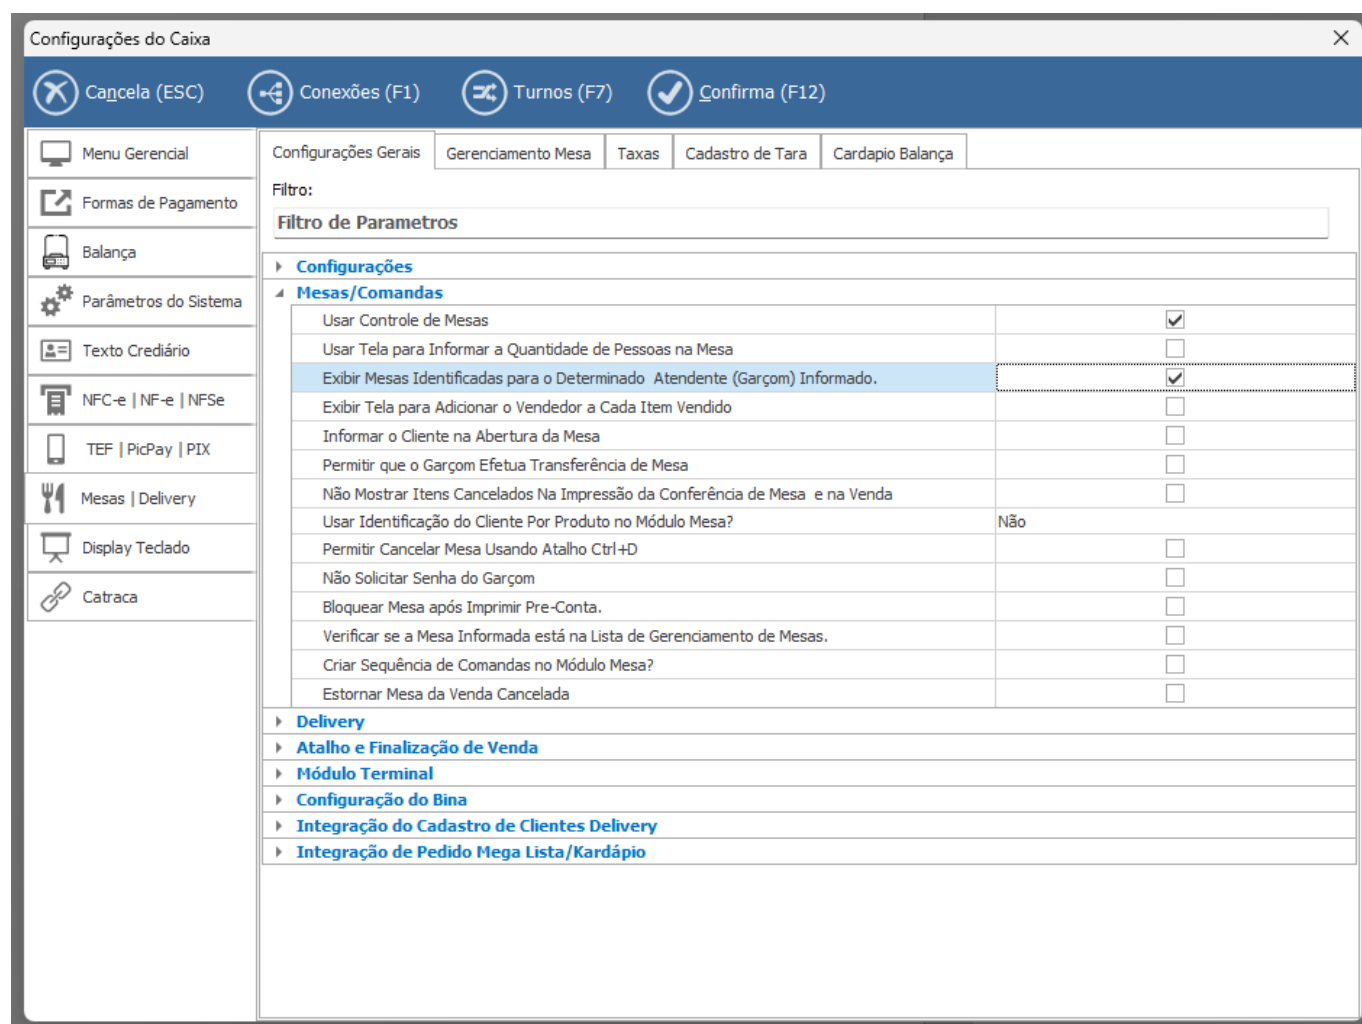 Configurações do Caixa
Cancela (ESC)
Conexões (F1)
Turnos (F7)
Confirma (F12)
Menu Gerencial
Formas de Pagamento
Balança
Parâmetros do Sistema
Texto Crediário
NFC-e | NF-e | NFSe
TEF | PicPay | PIX
Mesas | Delivery
Display Teclado
Catraca
Configurações Gerais
Gerenciamento Mesa
Taxas
Cadastro de Tara
Cardapio Balança
Filtro:
Filtro de Parametros
Configurações
Mesas/Comandas
Usar Controle de Mesas
Usar Tela para Informar a Quantidade de Pessoas na Mesa
Exibir Mesas Identificadas para o Determinado  Atendente (Garçom) Informado.
Exibir Tela para Adicionar o Vendedor a Cada Item Vendido
Informar o Cliente na Abertura da Mesa
Permitir que o Garçom Efetua Transferência de Mesa
Não Mostrar Itens Cancelados Na Impressão da Conferência de Mesa  e na Venda
Usar Identificação do Cliente Por Produto no Módulo Mesa? Não
Permitir Cancelar Mesa Usando Atalho Ctrl+D
Não Solicitar Senha do Garçom
Bloquear Mesa após Imprimir Pre-Conta.
Verificar se a Mesa Informada está na Lista de Gerenciamento de Mesas.
Criar Sequência de Comandas no Módulo Mesa?
Estornar Mesa da Venda Cancelada
Delivery
Atalho e Finalização de Venda
Módulo Terminal
Configuração do Bina
Integração do Cadastro de Clientes Delivery
Integração de Pedido Mega Lista/Kardápio